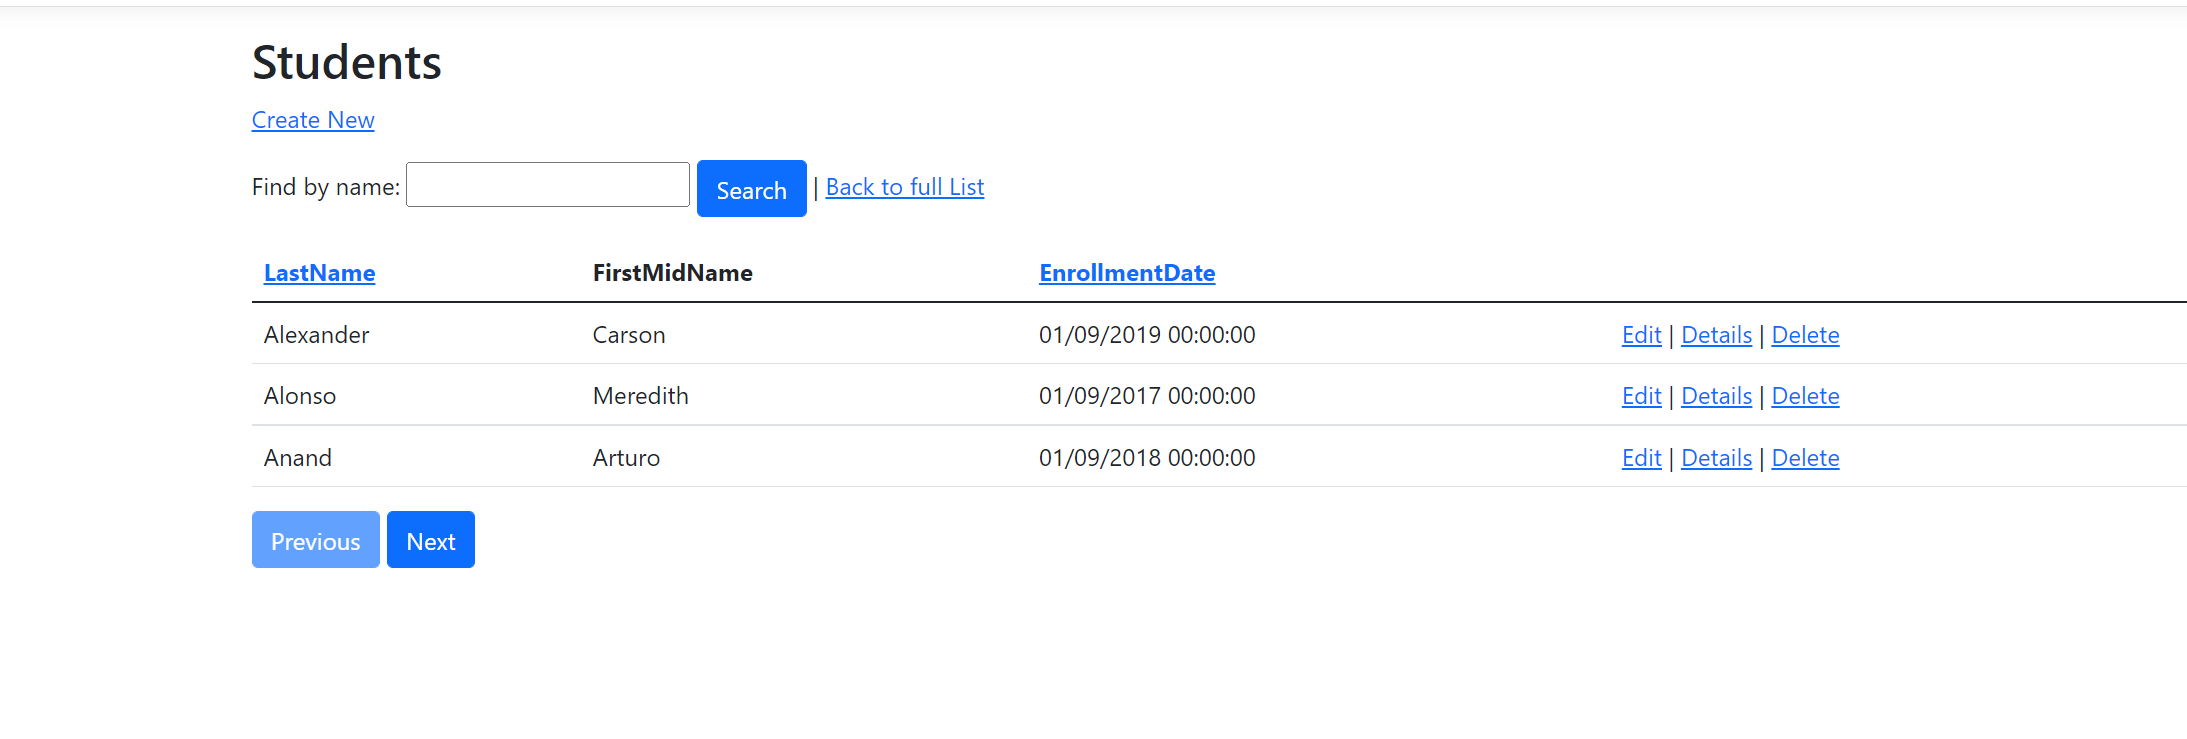 Students
Create New
Find by name: Search | Back to full List
LastName FirstMidName EnrollmentDate
Alexander Carson 01/09/2019 00:00:00 Edit | Details | Delete
Alonso Meredith 01/09/2017 00:00:00 Edit | Details | Delete
Anand Arturo 01/09/2018 00:00:00 Edit | Details | Delete
Previous Next